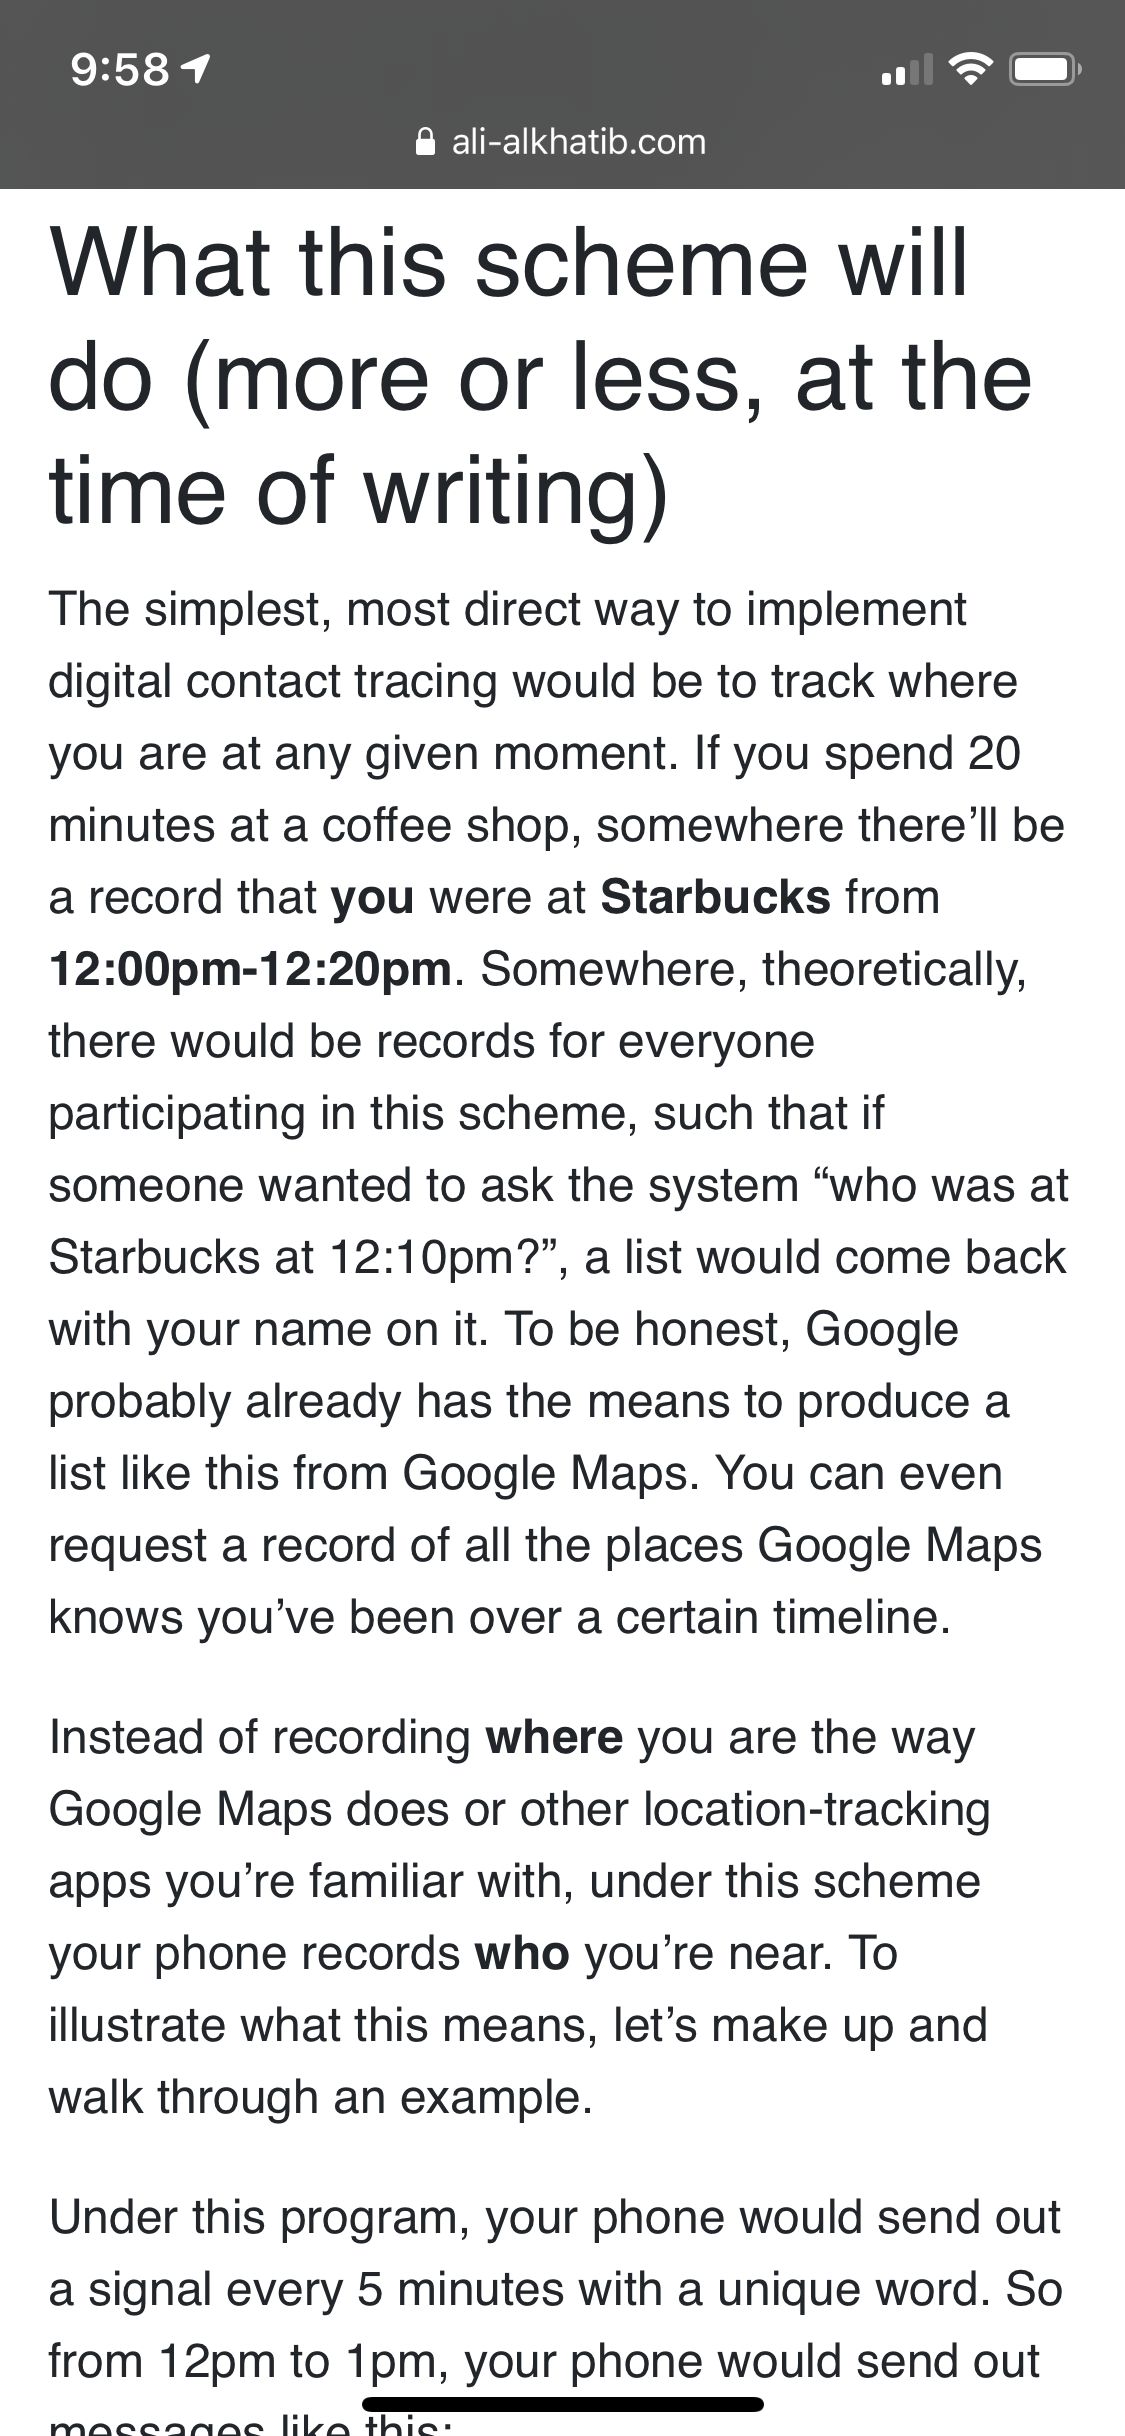 9:58
ali-alkhatib.com
What this scheme will
do (more or less, at the
time of writing)
The simplest, most direct way to implement
digital contact tracing would be to track where
you are at any given moment. If you spend 20
minutes at a coffee shop, somewhere there’ll be
a record that you were at Starbucks from
12:00pm-12:20pm. Somewhere, theoretically,
there would be records for everyone
participating in this scheme, such that if
someone wanted to ask the system “who was at
Starbucks at 12:10pm?”, a list would come back
with your name on it. To be honest, Google
probably already has the means to produce a
list like this from Google Maps. You can even
request a record of all the places Google Maps
knows you’ve been over a certain timeline.
Instead of recording where you are the way
Google Maps does or other location-tracking
apps you’re familiar with, under this scheme
your phone records who you’re near. To
illustrate what this means, let’s make up and
walk through an example.
Under this program, your phone would send out
a signal every 5 minutes with a unique word. So
from 12pm to 1pm, your phone would send out
messages like this: